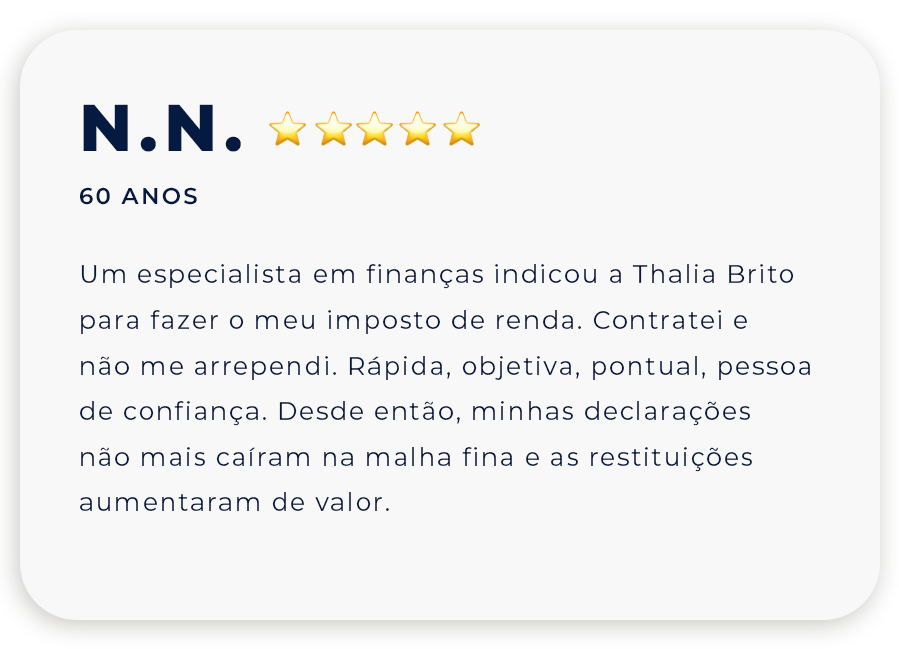 N.N. ⭐⭐⭐⭐⭐
60 ANOS
Um especialista em finanças indicou a Thalia Brito
para fazer o meu imposto de renda. Contratei e
não me arrependi. Rápida, objetiva, pontual, pessoa
de confiança. Desde então, minhas declarações
não mais caíram na malha fina e as restituições
aumentaram de valor.